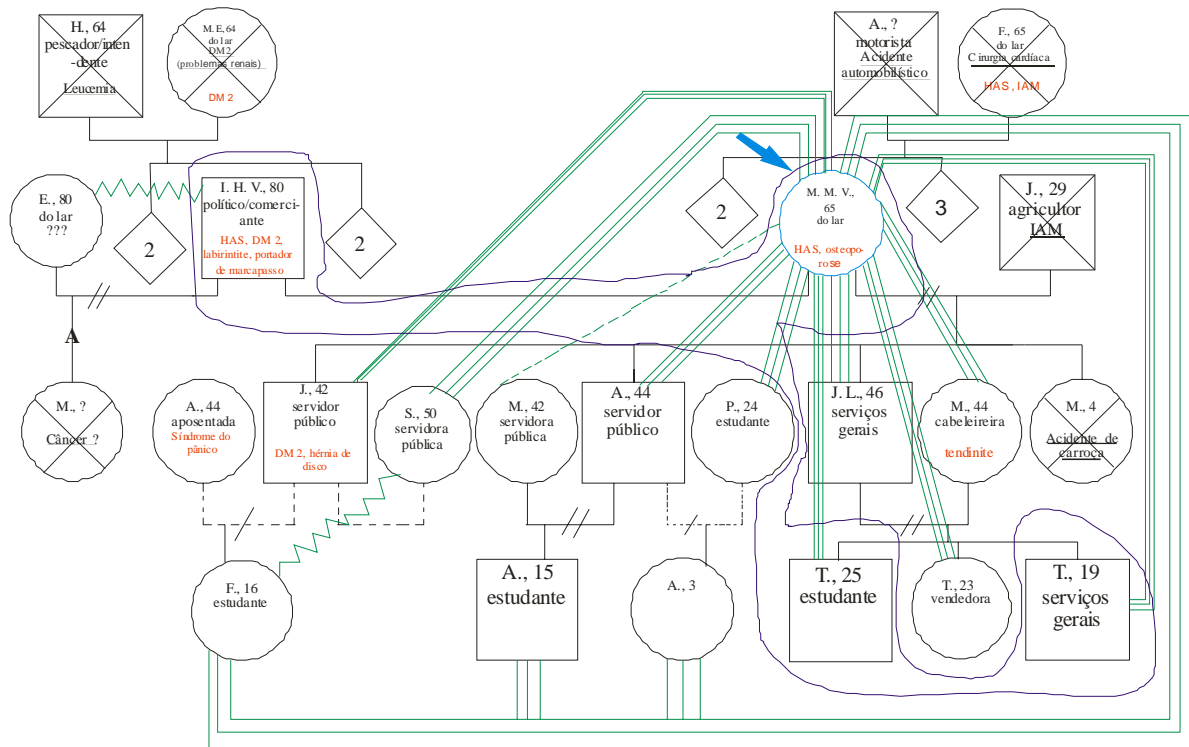 H., 64
pescador/inten
-dente
Leucemia
M. E, 64
do lar
DM 2
(problemas renais)
DM 2
A., ?
motorista
Acidente
automobilístico
F., 65
do lar
Cirurgia cardíaca
HAS, IAM
E., 80
do lar
???
2
I. H. V., 80
político/comerci-
ante
HAS, DM 2,
labirintite, portador
de marcapasso
2
2
M. M. V.,
65
do lar
HAS, osteopo-
rose
3
J., 29
agricultor
IAM
A
M., ?
Câncer ?
A., 44
aposentada
Síndrome do
pânico
J., 42
servidor
público
DM 2, hérnia de
disco
S., 50
servidora
pública
M., 42
servidora
pública
A., 44
servidor
público
P., 24
estudante
J. L., 46
serviços
gerais
M., 44
cabeleireira
tendinite
M., 4
Acidente de
carroça
F., 16
estudante
A., 15
estudante
A., 3
T., 25
estudante
T., 23
vendedora
T., 19
serviços
gerais